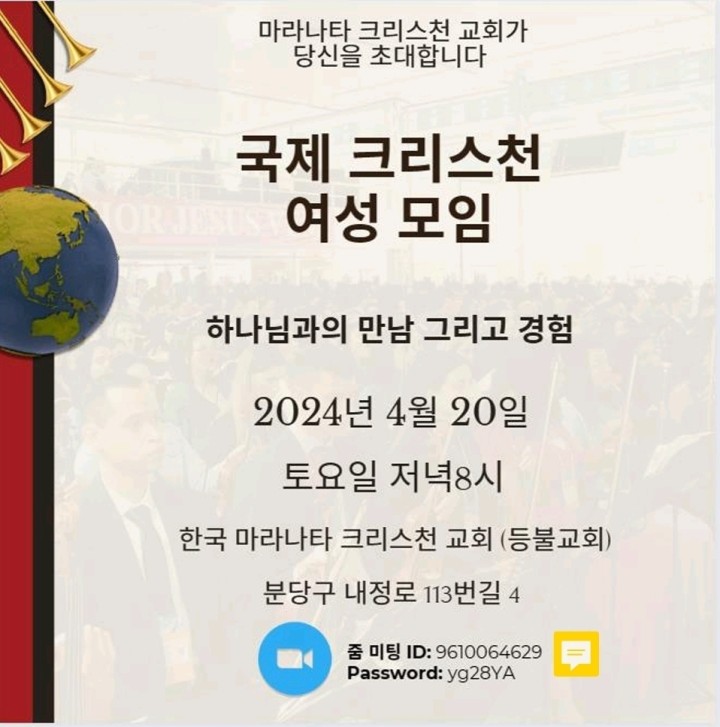 마라나타 크리스천 교회가
당신을 초대합니다
국제 크리스천
여성 모임
하나님과의 만남 그리고 경험
2024년 4월 20일
토요일 저녁8시
한국 마라나타 크리스천 교회 (등불교회)
분당구 내정로 113번길 4
줌 미팅 ID: 9610064629
Password: yg28YA